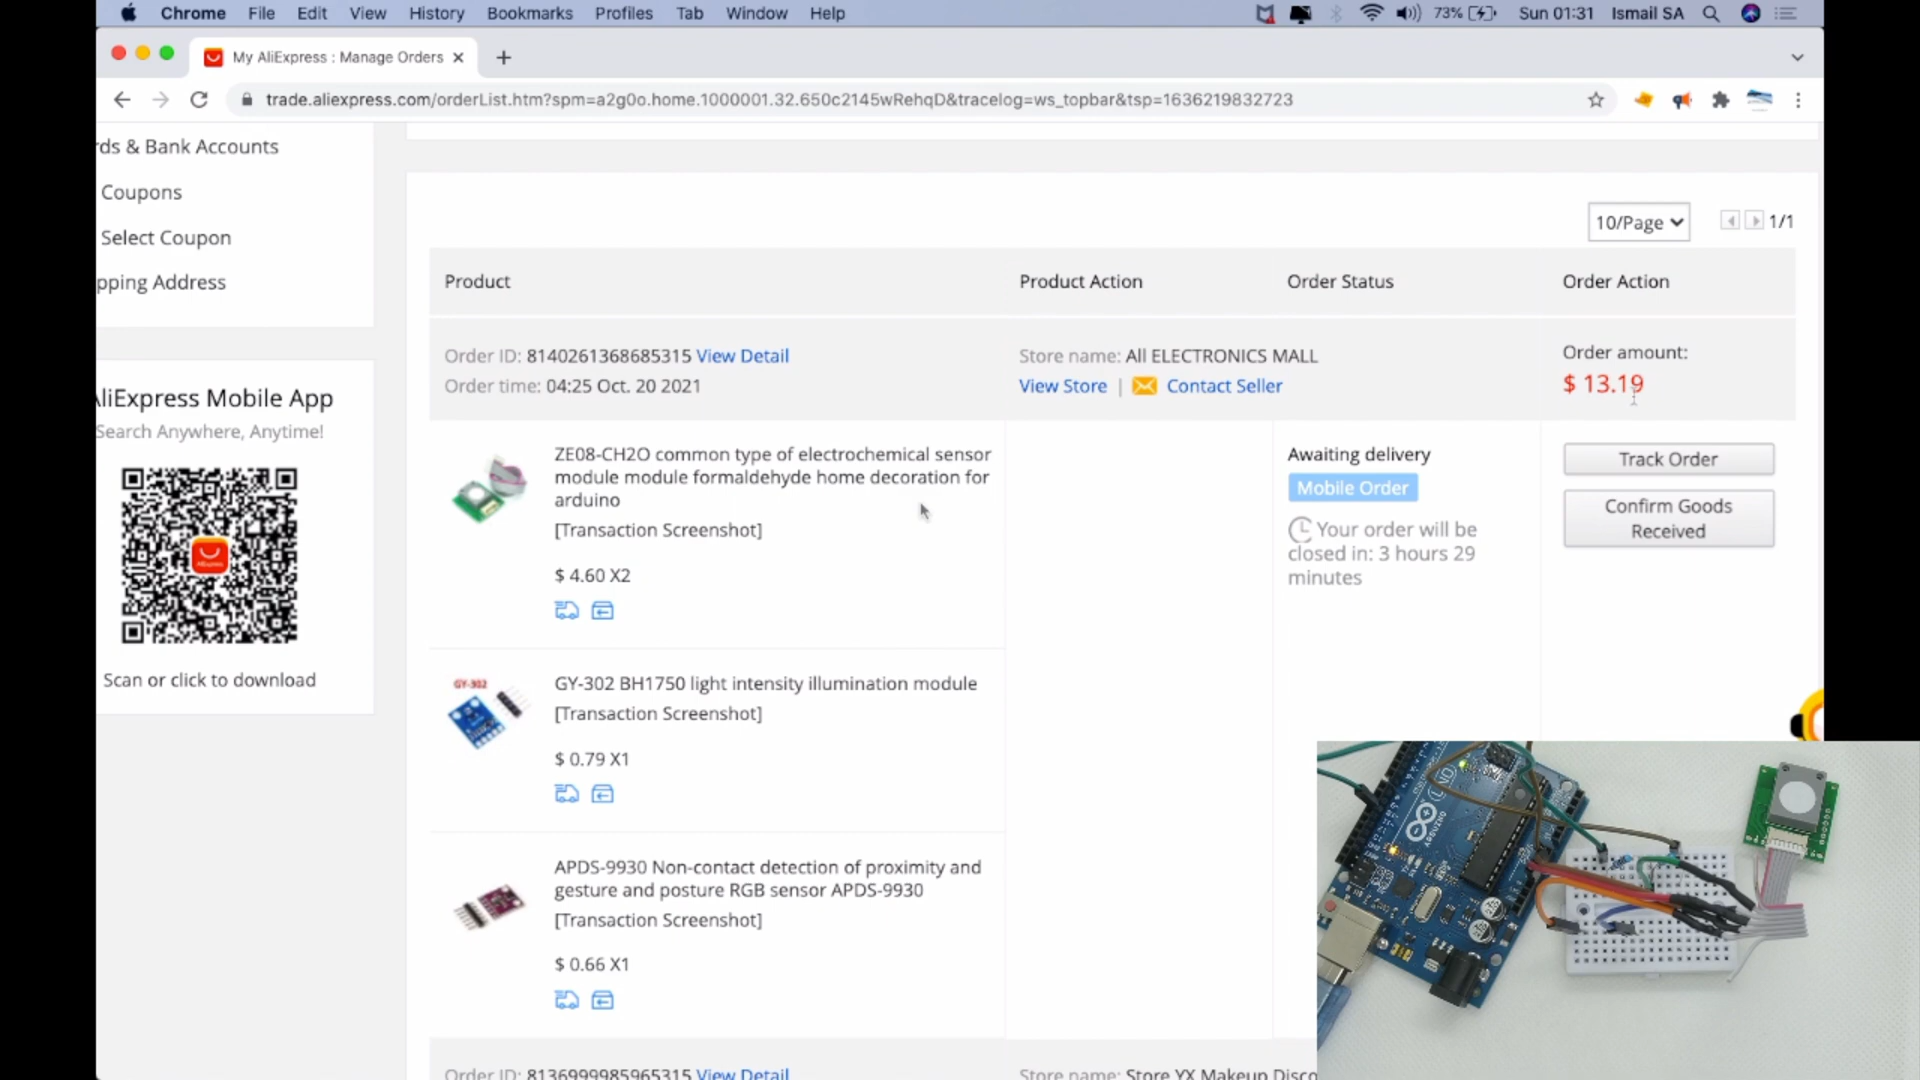 Chrome File Edit View History Bookmarks Profiles Tab Window Help 73% Sun 01:31 Ismail SA
My AliExpress : Manage Orders
trade.aliexpress.com/orderList.htm?spm=a2g0o.home.1000001.32.650c2145wRehqD&tracelog=ws_topbar&tsp=1636219832723
rds & Bank Accounts
Coupons
Select Coupon
pping Address
AliExpress Mobile App
Search Anywhere, Anytime!
Scan or click to download
10/Page 1/1
Product Product Action Order Status Order Action
Order ID: 8140261368685315 View Detail
Order time: 04:25 Oct. 20 2021
Store name: All ELECTRONICS MALL
View Store | Contact Seller
Order amount:
$ 13.19
ZE08-CH2O common type of electrochemical sensor
module module formaldehyde home decoration for
arduino
[Transaction Screenshot]
$ 4.60 X2
Awaiting delivery
Mobile Order
Your order will be
closed in: 3 hours 29
minutes
Track Order
Confirm Goods
Received
GY-302
GY-302 BH1750 light intensity illumination module
[Transaction Screenshot]
$ 0.79 X1
APDS-9930 Non-contact detection of proximity and
gesture and posture RGB sensor APDS-9930
[Transaction Screenshot]
$ 0.66 X1
Order ID: 8136999985965315 View Detail
Store name: Store YX Makeup Disco
ARDUINO
UNO